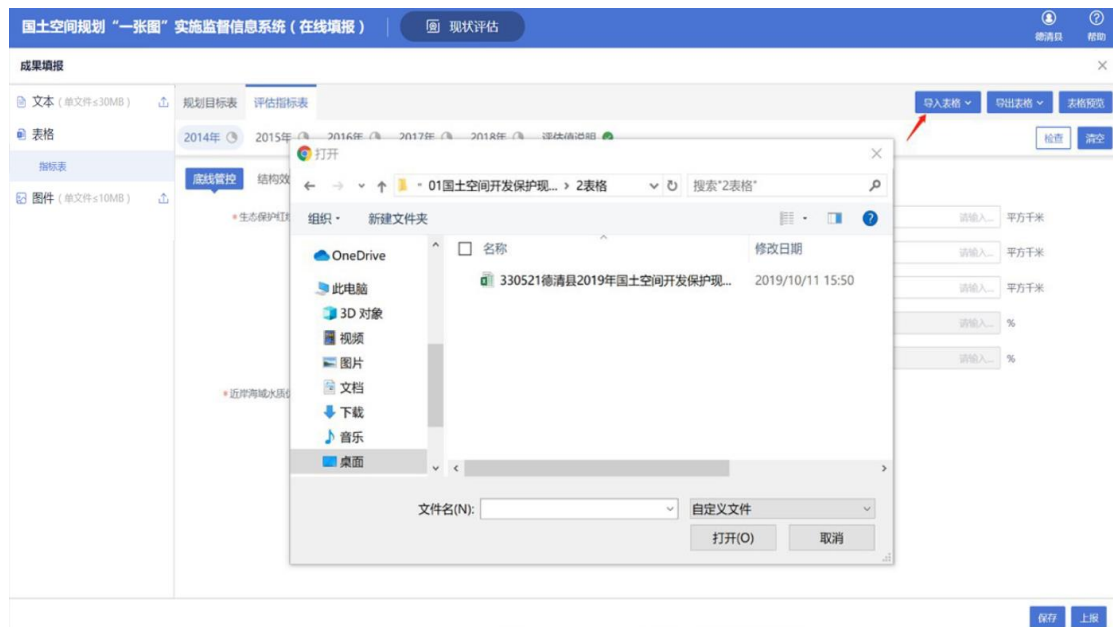 国土空间规划“一张图”实施监督信息系统（在线填报） 现状评估 德清县 帮助
成果填报
文本（单文件≤30MB） 规划目标表 评估指标表 导入表格 导出表格 表格预览
表格 2014年 2015年 2016年 2017年 2018年 评估值说明 检查 清空
指标表 底线管控 结构效
图件（单文件≤10MB）
*生态保护红 请输入... 平方千米
请输入... 平方千米
请输入... 平方千米
请输入... %
请输入... %
*近岸海域水质
打开
01国土空间开发保护现... › 2表格 搜索"2表格"
组织 新建文件夹
名称 修改日期
330521德清县2019年国土空间开发保护现... 2019/10/11 15:50
OneDrive
此电脑
3D 对象
视频
图片
文档
下载
音乐
桌面
文件名(N): 自定义文件
打开(O) 取消
保存 上报